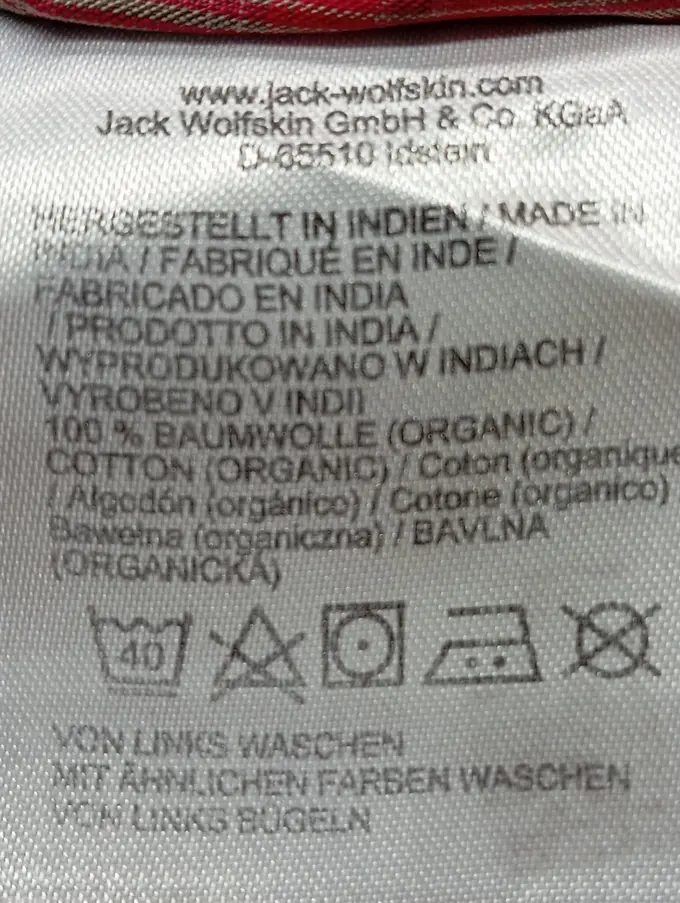 www.jack-wolfskin.com
Jack Wolfskin GmbH & Co. KGaA
D-65510 Idstein
HERGESTELLT IN INDIEN / MADE IN
INDIA / FABRIQUÉ EN INDE /
FABRICADO EN INDIA
/ PRODOTTO IN INDIA /
WYPRODUKOWANO W INDIACH /
VYROBENO V INDII
100 % BAUMWOLLE (ORGANIC) /
COTTON (ORGANIC) / Coton (organique
/ Algodón (orgánico) / Cotone (organico)
Bawełna (organiczna) / BAVLNA
(ORGANICKÁ)
40
VON LINKS WASCHEN
MIT ÄHNLICHEN FARBEN WASCHEN
VON LINKS BÜGELN